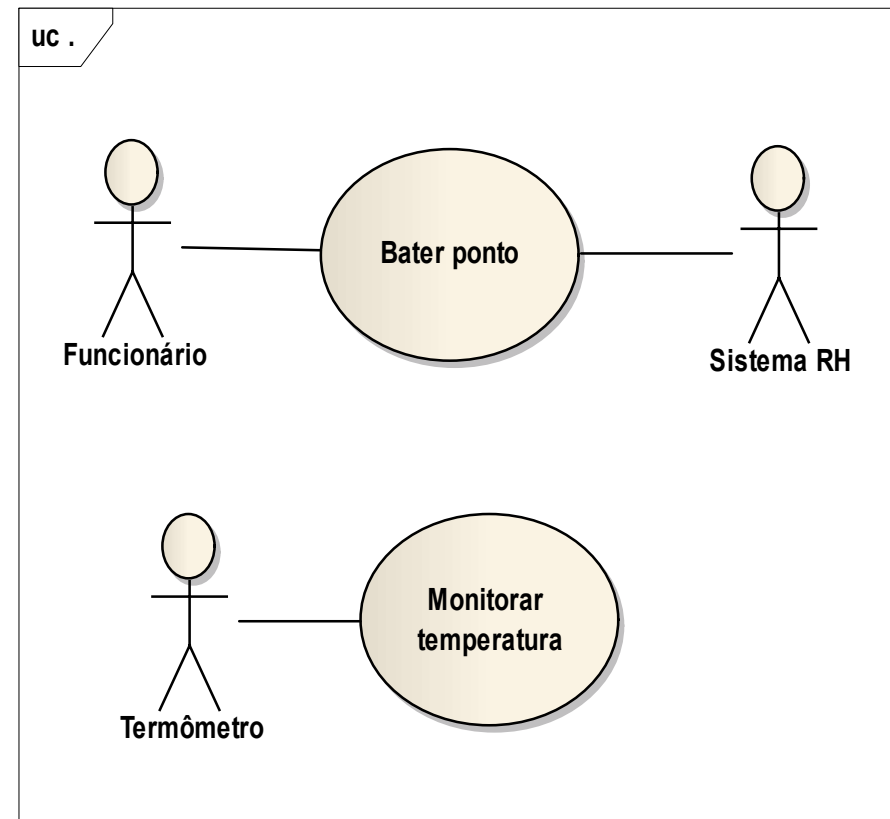 uc .
Bater ponto
Funcionário
Sistema RH
Monitorar
temperatura
Termômetro